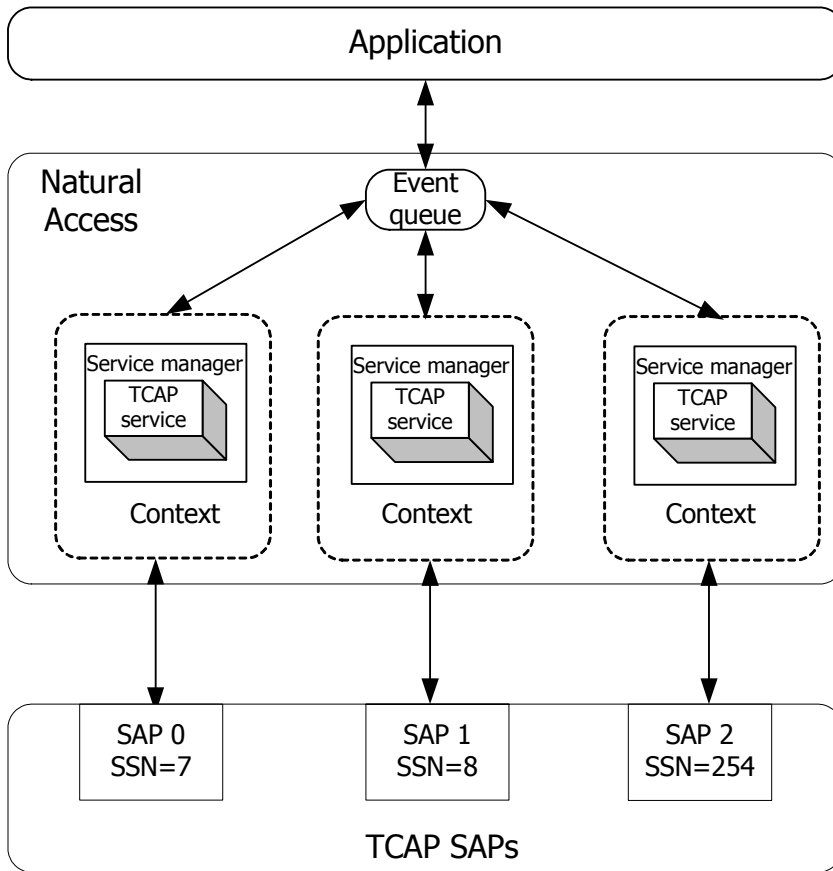 Application
Natural
Access
Event
queue
Service manager
TCAP
service
Context
Service manager
TCAP
service
Context
Service manager
TCAP
service
Context
SAP 0
SSN=7
SAP 1
SSN=8
SAP 2
SSN=254
TCAP SAPs